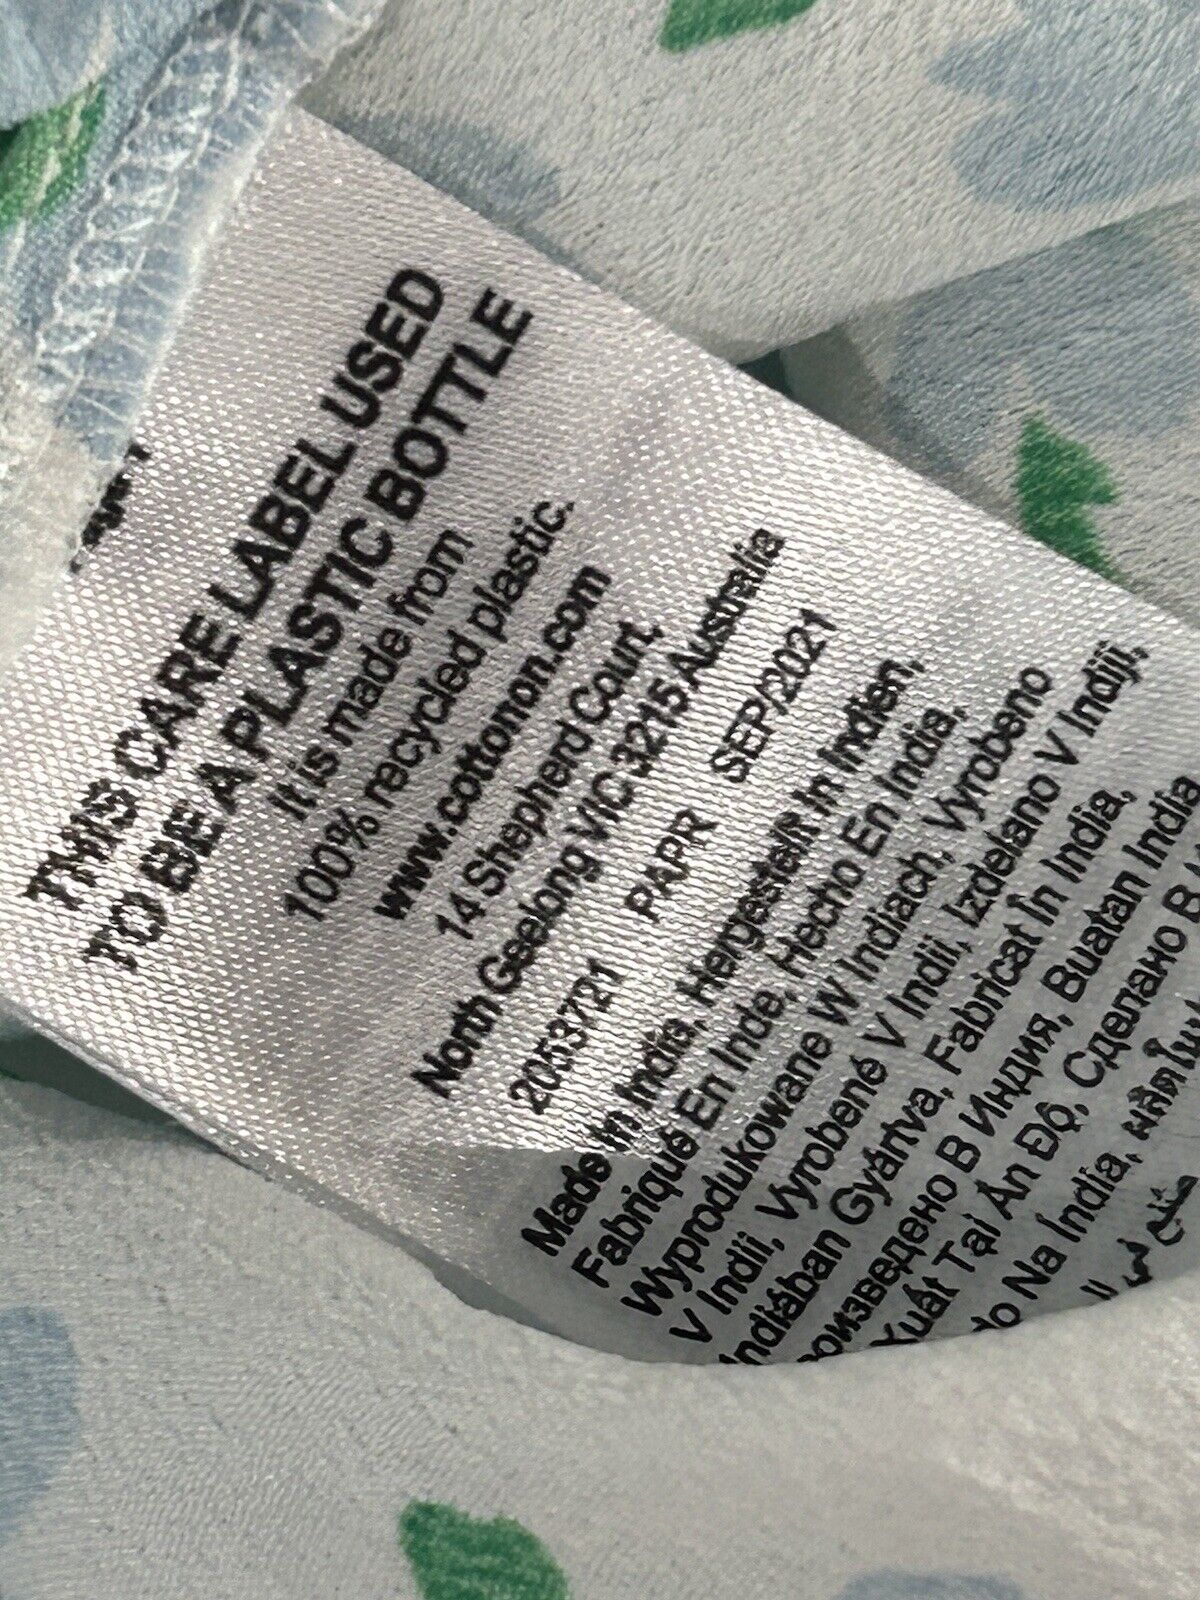 THIS CARE LABEL USED
TO BE A PLASTIC BOTTLE
It is made from
100% recycled plastic.
www.cottonon.com
14 Shepherd Court,
North Geelong VIC 3215 Australia
2053721 PAPR SEP/2021
Made In India, Hergestellt In Indien,
Fabriqué En Inde, Hecho En India,
Wyprodukowane W Indiach, Vyrobeno
V Indii, Vyrobené V Indii, Izdelano V Indiji,
Indiában Gyártva, Fabricat În India,
В Индия, Buatan India
Xuất Tại Ấn Độ, Сделано В
Na Índia,